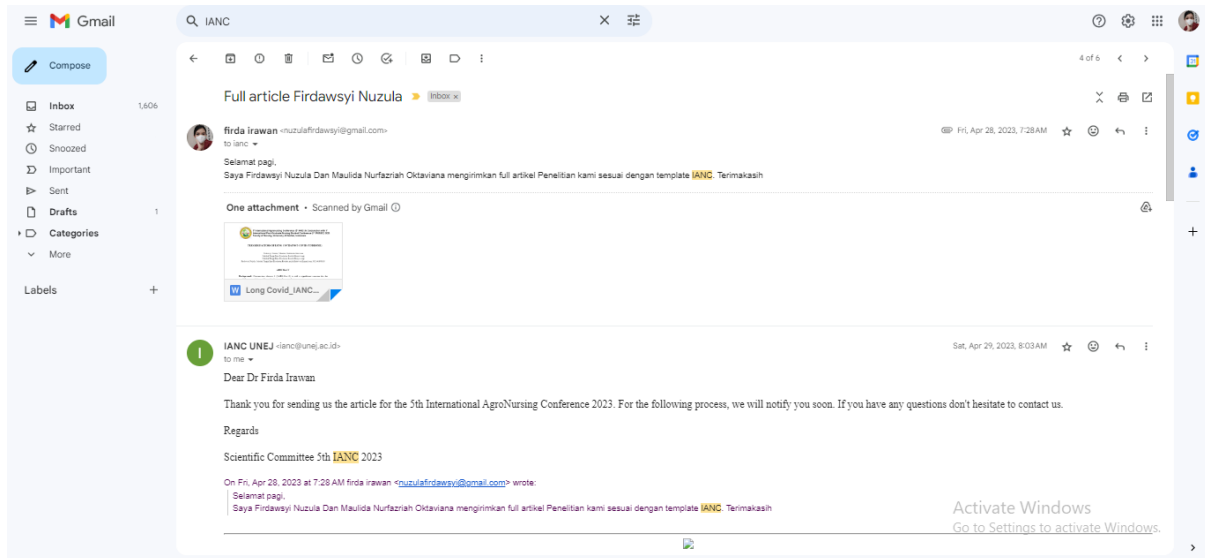 Gmail
IANC
Compose
4 of 6
Full article Firdawsyi Nuzula
Inbox x
Inbox 1,606
Starred
Snoozed
Important
Sent
Drafts 1
Categories
More
Labels
firda irawan <nuzulafirdawsyi@gmail.com>
Fri, Apr 28, 2023, 7:28 AM
to ianc
Selamat pagi,
Saya Firdawsyi Nuzula Dan Maulida Nurfazriah Oktaviana mengirimkan full artikel Penelitian kami sesuai dengan template IANC. Terimakasih
One attachment • Scanned by Gmail
W Long Covid_IANC...
I
IANC UNEJ <ianc@unej.ac.id>
Sat, Apr 29, 2023, 8:03 AM
to me
Dear Dr Firda Irawan
Thank you for sending us the article for the 5th International AgroNursing Conference 2023. For the following process, we will notify you soon. If you have any questions don't hesitate to contact us.
Regards
Scientific Committee 5th IANC 2023
On Fri, Apr 28, 2023 at 7:28 AM firda irawan <nuzulafirdawsyi@gmail.com> wrote:
Selamat pagi,
Saya Firdawsyi Nuzula Dan Maulida Nurfazriah Oktaviana mengirimkan full artikel Penelitian kami sesuai dengan template IANC. Terimakasih
Activate Windows
Go to Settings to activate Windows.